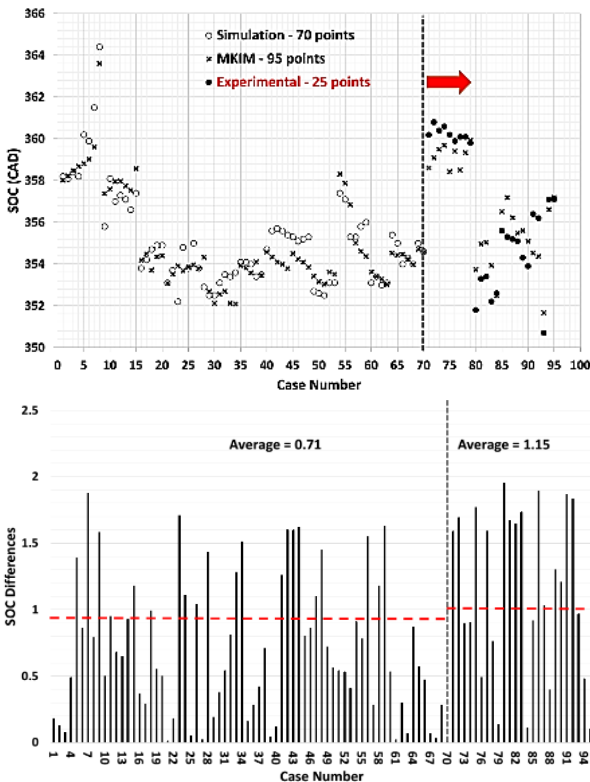 366
364
362
360
358
356
354
352
350
SOC (CAD)
Simulation - 70 points
MKIM - 95 points
Experimental - 25 points
0 5 10 15 20 25 30 35 40 45 50 55 60 65 70 75 80 85 90 95 100
Case Number
2.5
2
1.5
1
0.5
0
SOC Differences
Average = 0.71
Average = 1.15
1 4 7 10 13 16 19 22 25 28 31 34 37 40 43 46 49 52 55 58 61 64 67 70 73 76 79 82 85 88 91 94
Case Number